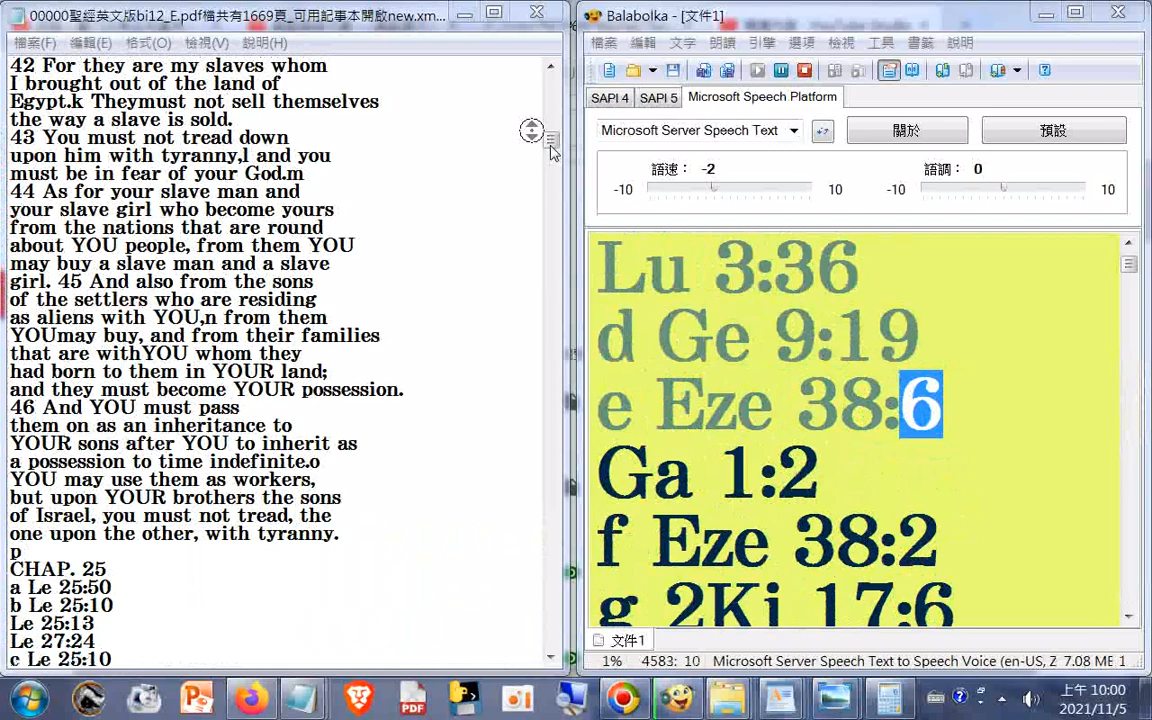 00000聖經英文版bi12_E.pdf檔共有1669頁_可用記事本開啟new.xm...
檔案(F) 編輯(E) 格式(O) 檢視(V) 說明(H)
42 For they are my slaves whom
I brought out of the land of
Egypt.k Theymust not sell themselves
the way a slave is sold.
43 You must not tread down
upon him with tyranny,l and you
must be in fear of your God.m
44 As for your slave man and
your slave girl who become yours
from the nations that are round
about YOU people, from them YOU
may buy a slave man and a slave
girl. 45 And also from the sons
of the settlers who are residing
as aliens with YOU,n from them
YOUmay buy, and from their families
that are withYOU whom they
had born to them in YOUR land;
and they must become YOUR possession.
46 And YOU must pass
them on as an inheritance to
YOUR sons after YOU to inherit as
a possession to time indefinite.o
YOU may use them as workers,
but upon YOUR brothers the sons
of Israel, you must not tread, the
one upon the other, with tyranny.
p
CHAP. 25
a Le 25:50
b Le 25:10
Le 25:13
Le 27:24
c Le 25:10
Balabolka - [文件1]
檔案 編輯 文字 朗讀 引擎 選項 檢視 工具 書籤 說明
SAPI 4 SAPI 5 Microsoft Speech Platform
Microsoft Server Speech Text 關於 預設
語速: -2 語調: 0
-10 10 -10 10
Lu 3:36
d Ge 9:19
e Eze 38:6
Ga 1:2
f Eze 38:2
g 2Ki 17:6
文件1
1% 4583: 10 Microsoft Server Speech Text to Speech Voice (en-US, Z 7.08 ME 1
PDF
上午 10:00
2021/11/5